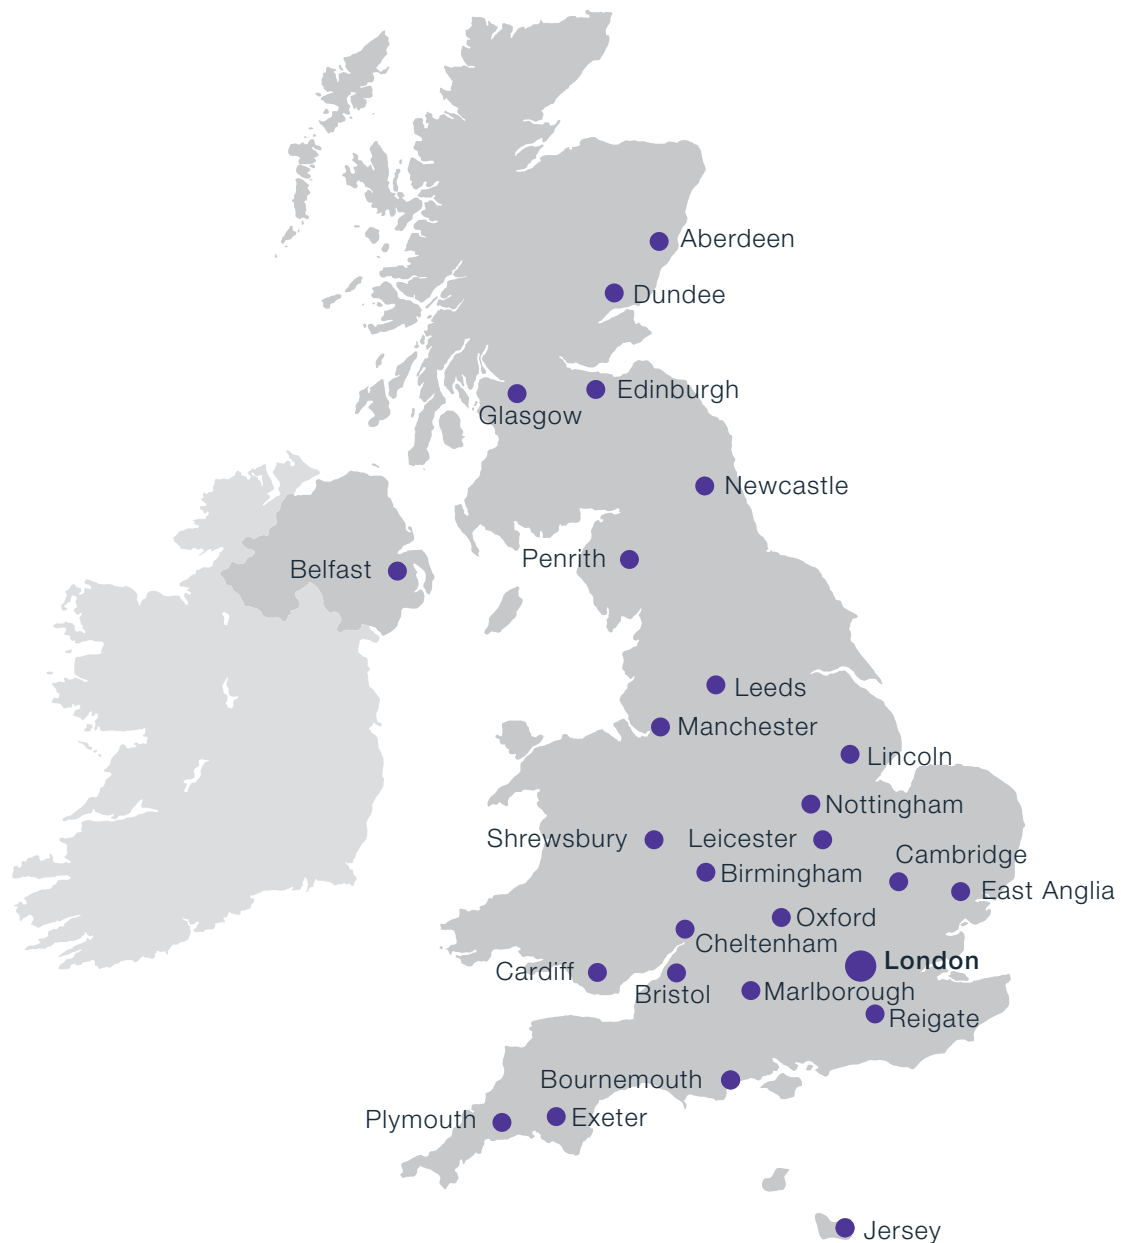 Aberdeen
Dundee
Edinburgh
Glasgow
Newcastle
Penrith
Belfast
Leeds
Manchester
Lincoln
Nottingham
Shrewsbury
Leicester
Cambridge
Birmingham
East Anglia
Oxford
Cheltenham
London
Cardiff
Bristol
Marlborough
Reigate
Bournemouth
Plymouth
Exeter
Jersey